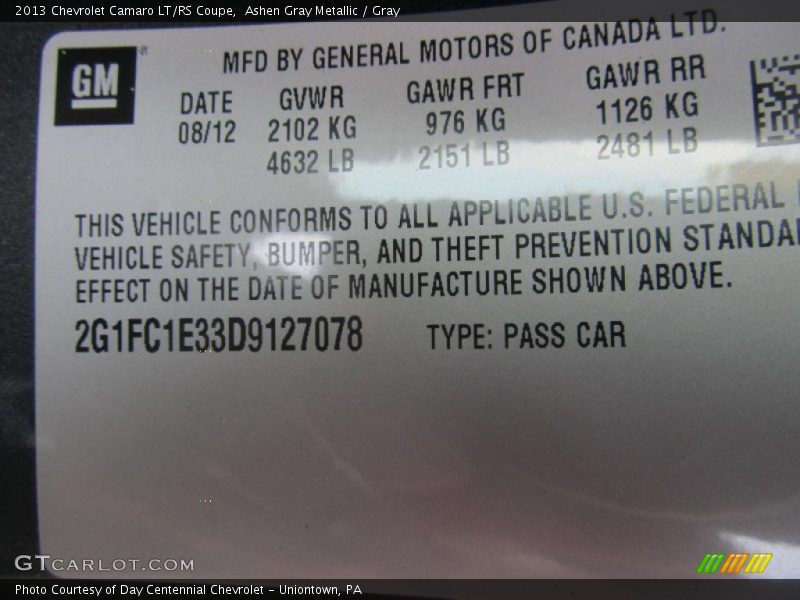 2013 Chevrolet Camaro LT/RS Coupe,  Ashen Gray Metallic / Gray
GM
MFD BY GENERAL MOTORS OF CANADA LTD.
DATE GVWR GAWR FRT GAWR RR
08/12 2102 KG 976 KG 1126 KG
4632 LB 2151 LB 2481 LB
THIS VEHICLE CONFORMS TO ALL APPLICABLE U.S. FEDERAL
VEHICLE SAFETY, BUMPER, AND THEFT PREVENTION STANDA
EFFECT ON THE DATE OF MANUFACTURE SHOWN ABOVE.
2G1FC1E33D9127078 TYPE: PASS CAR
GTCARLOT.COM
Photo Courtesy of Day Centennial Chevrolet – Uniontown, PA